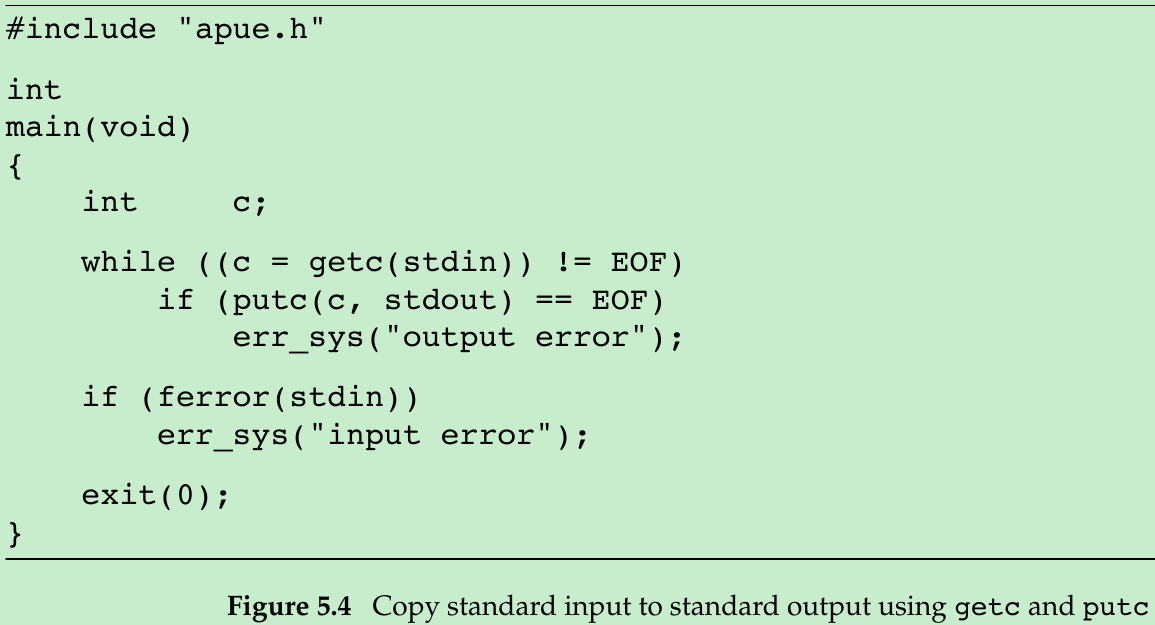 #include "apue.h"
int
main(void)
{
    int     c;
    while ((c = getc(stdin)) != EOF)
        if (putc(c, stdout) == EOF)
            err_sys("output error");
    if (ferror(stdin))
        err_sys("input error");
    exit(0);
}
Figure 5.4 Copy standard input to standard output using getc and putc